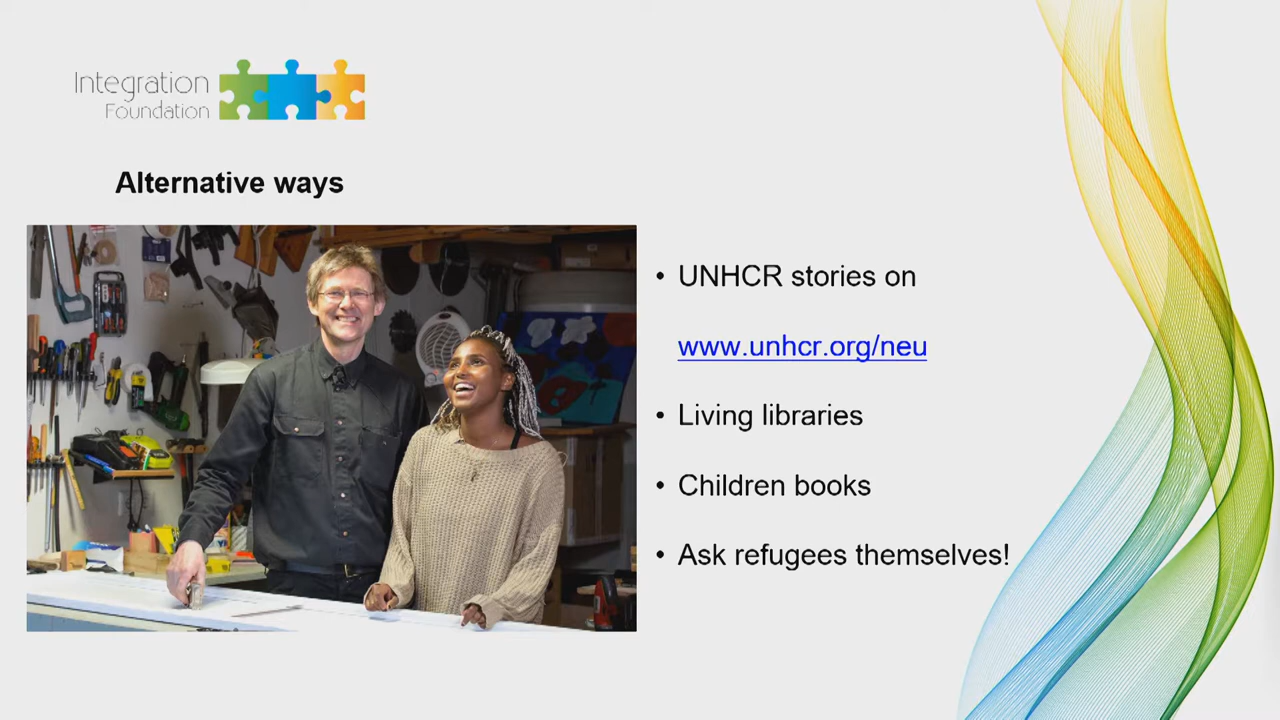 Integration
Foundation
Alternative ways
• UNHCR stories on
www.unhcr.org/neu
• Living libraries
• Children books
• Ask refugees themselves!